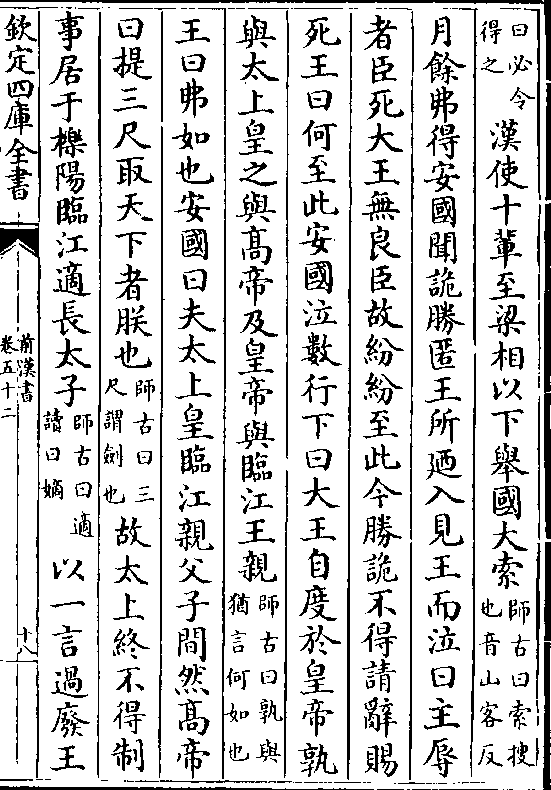 曰必令得之漢使十輩至梁相以下舉國大索師古曰索搜也音山客反
月餘弗得安國聞詭勝匿王所廼入見王而泣曰主辱
者臣死大王無良臣故紛紛至此今勝詭不得請辭賜
死王曰何至此安國泣數行下曰大王自度於皇帝孰
與太上皇之與髙帝及皇帝與臨江王親師古曰孰與猶言何如也
王曰弗如也安國曰夫太上皇臨江親父子間然髙帝
曰提三尺取天下者朕也師古曰三尺謂劍也故太上終不得制
事居于櫟陽臨江適長太子師古曰適讀曰嫡以一言過廢王
欽定四庫全書
前漢書
卷五十二
十八